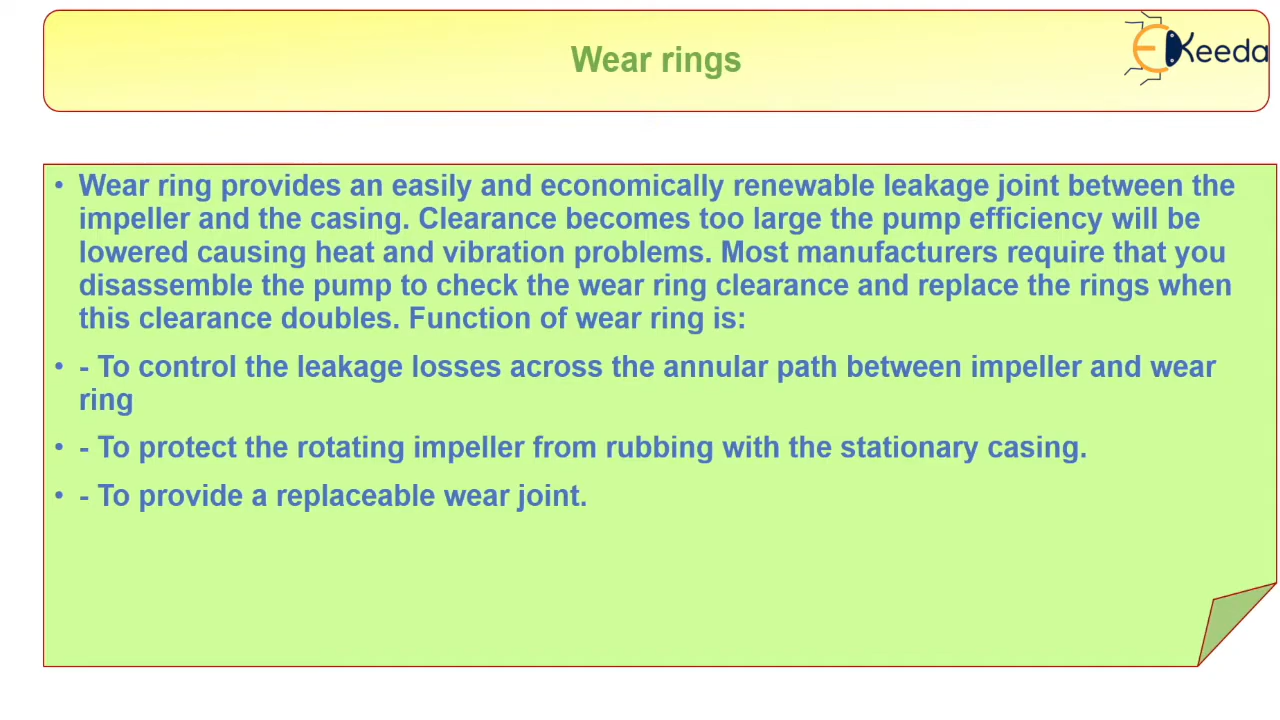 Wear rings
EKeeda
• Wear ring provides an easily and economically renewable leakage joint between the
impeller and the casing. Clearance becomes too large the pump efficiency will be
lowered causing heat and vibration problems. Most manufacturers require that you
disassemble the pump to check the wear ring clearance and replace the rings when
this clearance doubles. Function of wear ring is:
• - To control the leakage losses across the annular path between impeller and wear
ring
• - To protect the rotating impeller from rubbing with the stationary casing.
• - To provide a replaceable wear joint.